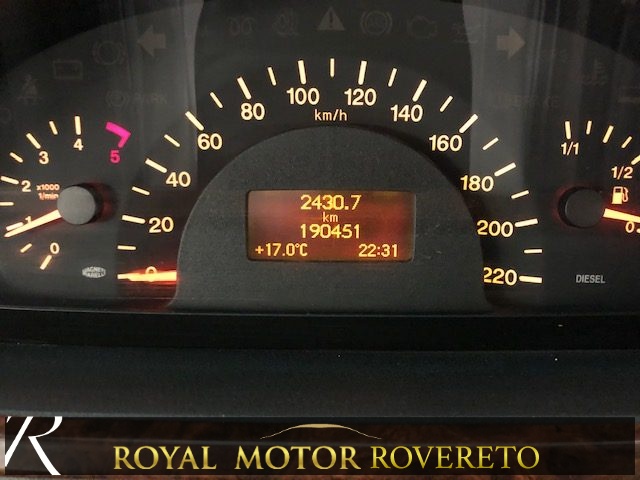 PARK
20
40
60
80
100
120
140
160
180
200
220
0
km/h
0
1
2
3
4
5
x1000
1/min
1/1
1/2
MAGNETI
MARELLI
2430.7
km
190451
+17.0°C 22:31
DIESEL
R
ROYAL MOTOR ROVERETO